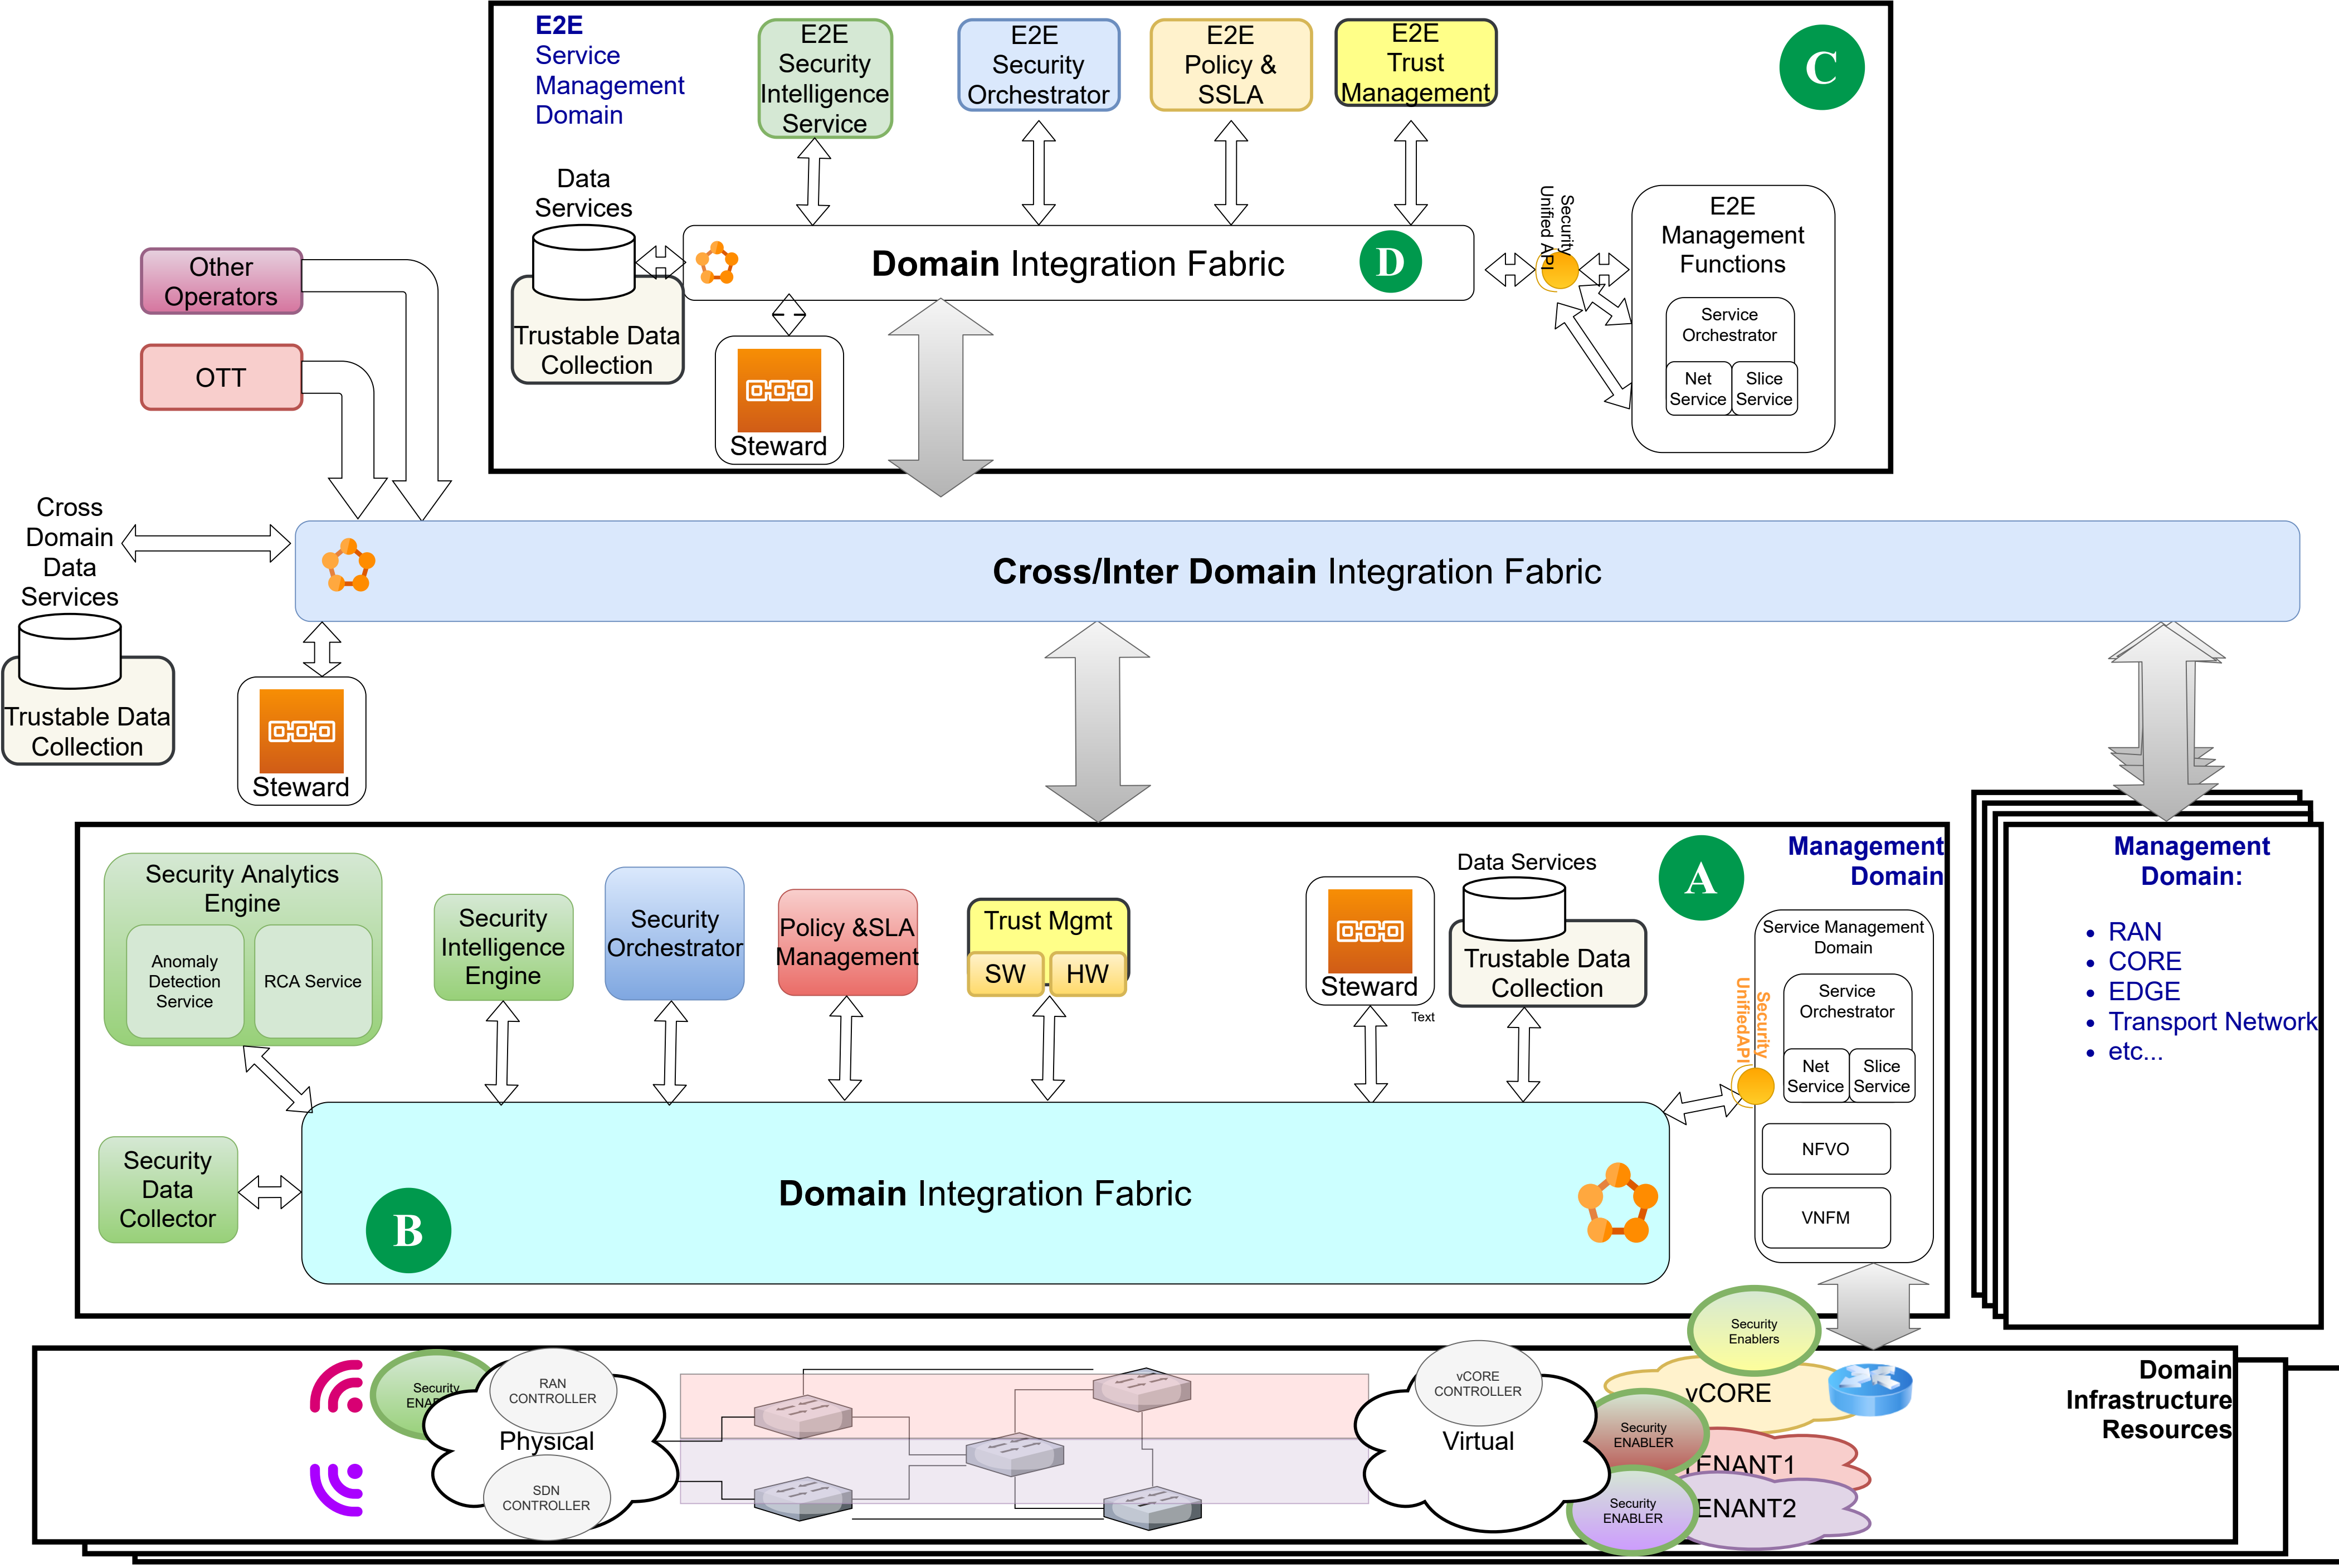 E2E
Service
Management
Domain
E2E
Security
Intelligence
Service
E2E
Security
Orchestrator
E2E
Policy &
SSLA
E2E
Trust
Management
C
Data
Services
Trustable Data
Collection
Domain Integration Fabric
D
Security
Unified API
E2E
Management
Functions
Service
Orchestrator
Net
Service
Slice
Service
Steward
Other
Operators
OTT
Cross
Domain
Data
Services
Trustable Data
Collection
Cross/Inter Domain Integration Fabric
Steward
Security Analytics
Engine
Anomaly
Detection
Service
RCA Service
Security
Intelligence
Engine
Security
Orchestrator
Policy &SLA
Management
Trust Mgmt
SW
HW
Steward
Text
Data Services
Trustable Data
Collection
A
Management
Domain
Service Management
Domain
Security
UnifiedAPI
Service
Orchestrator
Net
Service
Slice
Service
NFVO
VNFM
Security
Data
Collector
B
Domain Integration Fabric
Management
Domain:
• RAN
• CORE
• EDGE
• Transport Network
• etc...
Security
RAN
CONTROLLER
Physical
SDN
CONTROLLER
vCORE
CONTROLLER
Virtual
Security
Enablers
vCORE
Security
ENABLER
TENANT1
Security
ENABLER
ENANT2
Domain
Infrastructure
Resources